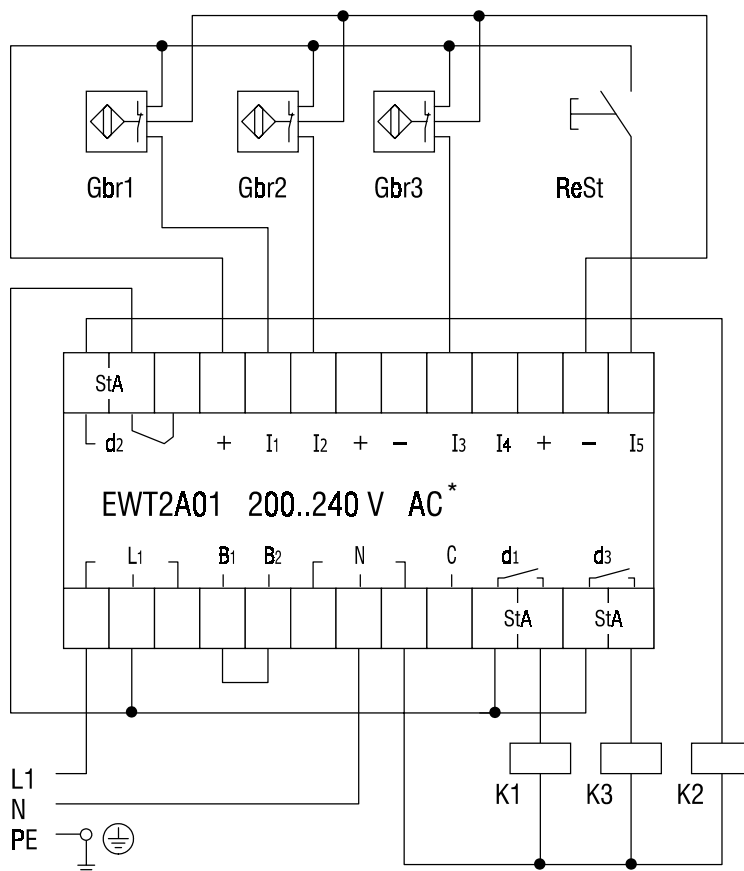 Gbr1 Gbr2 Gbr3 ReSt
StA
d2 + I1 I2 + − I3 I4 + − I5
EWT2A01 200..240 V AC*
L1 B1 B2 N C d1 d3
StA StA
L1
N
PE
K1 K3 K2